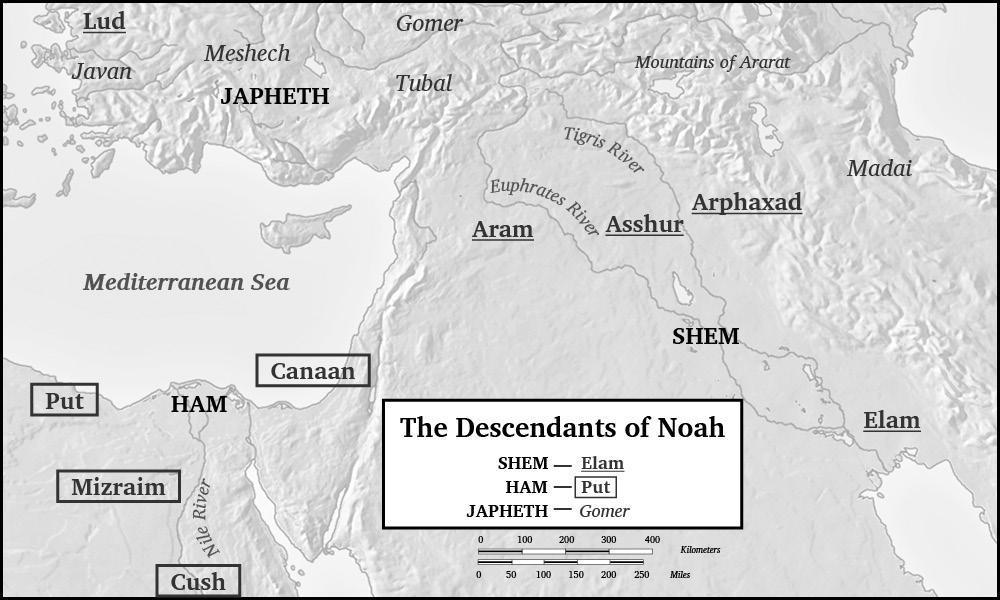 Lud
Gomer
Meshech
Javan
Mountains of Ararat
Tubal
JAPHETH
Tigris River
Madai
Euphrates River
Arphaxad
Aram
Asshur
Mediterranean Sea
SHEM
Canaan
Put
HAM
Elam
Mizraim
Nile River
Cush
The Descendants of Noah
SHEM — Elam
HAM — Put
JAPHETH — Gomer
0 100 200 300 400 Kilometers
0 50 100 150 200 250 Miles